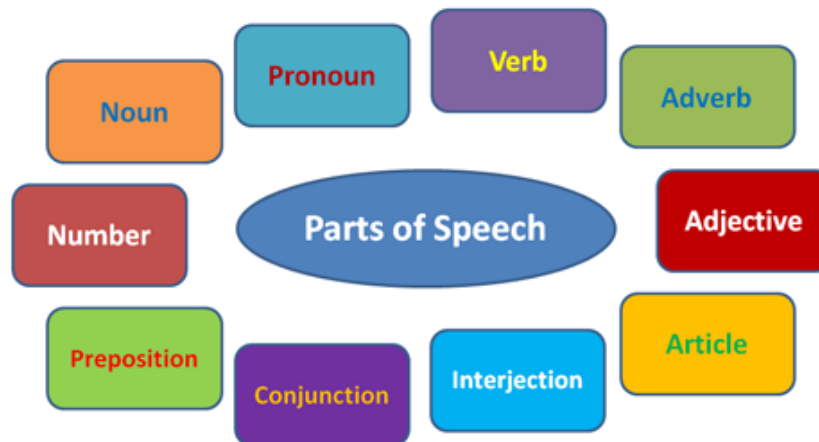 Noun
Pronoun
Verb
Adverb
Number
Parts of Speech
Adjective
Preposition
Conjunction
Interjection
Article